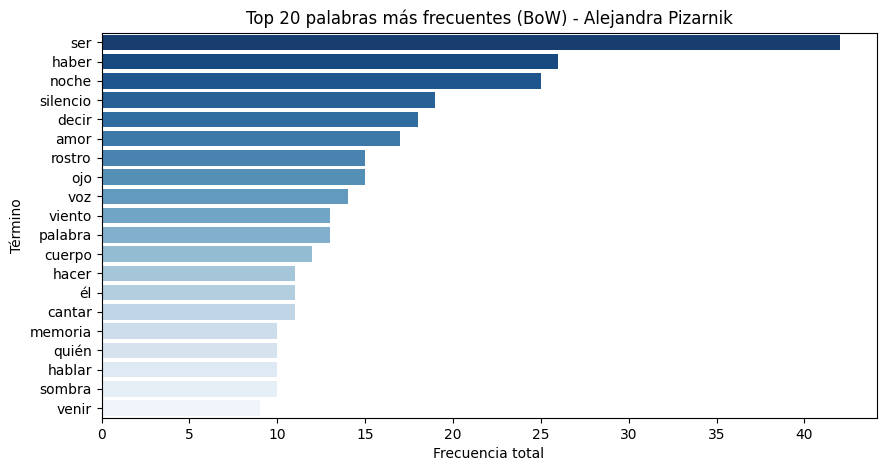 Top 20 palabras más frecuentes (BoW) - Alejandra Pizarnik
Término
ser
haber
noche
silencio
decir
amor
rostro
ojo
voz
viento
palabra
cuerpo
hacer
él
cantar
memoria
quién
hablar
sombra
venir
0 5 10 15 20 25 30 35 40
Frecuencia total